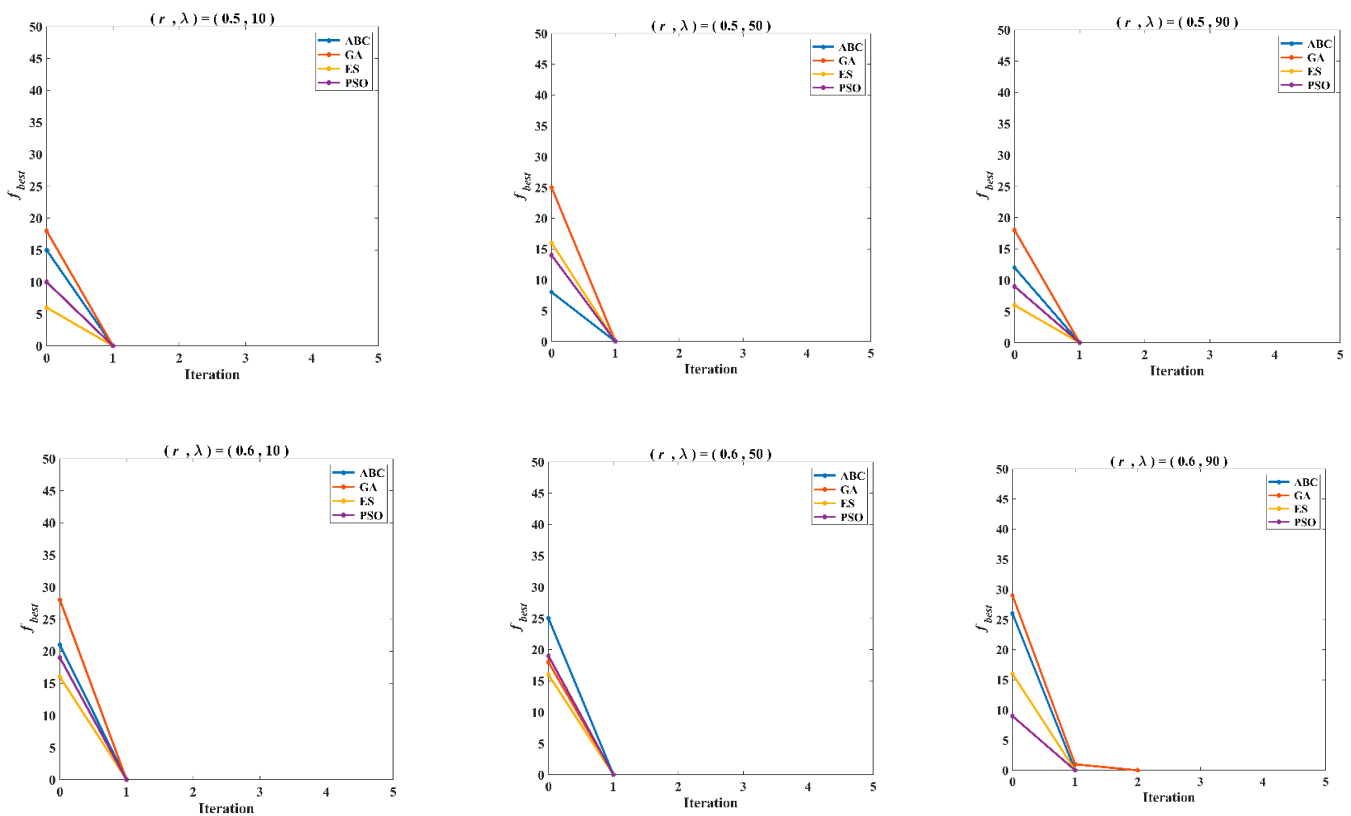 ( r , λ ) = ( 0.5 , 10 )
50
45
40
35
30
25
20
15
10
5
0
f best
ABC
GA
ES
PSO
0 1 2 3 4 5
Iteration
( r , λ ) = ( 0.5 , 50 )
50
45
40
35
30
25
20
15
10
5
0
f best
ABC
GA
ES
PSO
0 1 2 3 4 5
Iteration
( r , λ ) = ( 0.5 , 90 )
50
45
40
35
30
25
20
15
10
5
0
f best
ABC
GA
ES
PSO
0 1 2 3 4 5
Iteration
( r , λ ) = ( 0.6 , 10 )
50
45
40
35
30
25
20
15
10
5
0
f best
ABC
GA
ES
PSO
0 1 2 3 4 5
Iteration
( r , λ ) = ( 0.6 , 50 )
50
45
40
35
30
25
20
15
10
5
0
f best
ABC
GA
ES
PSO
0 1 2 3 4 5
Iteration
( r , λ ) = ( 0.6 , 90 )
50
45
40
35
30
25
20
15
10
5
0
f best
ABC
GA
ES
PSO
0 1 2 3 4 5
Iteration